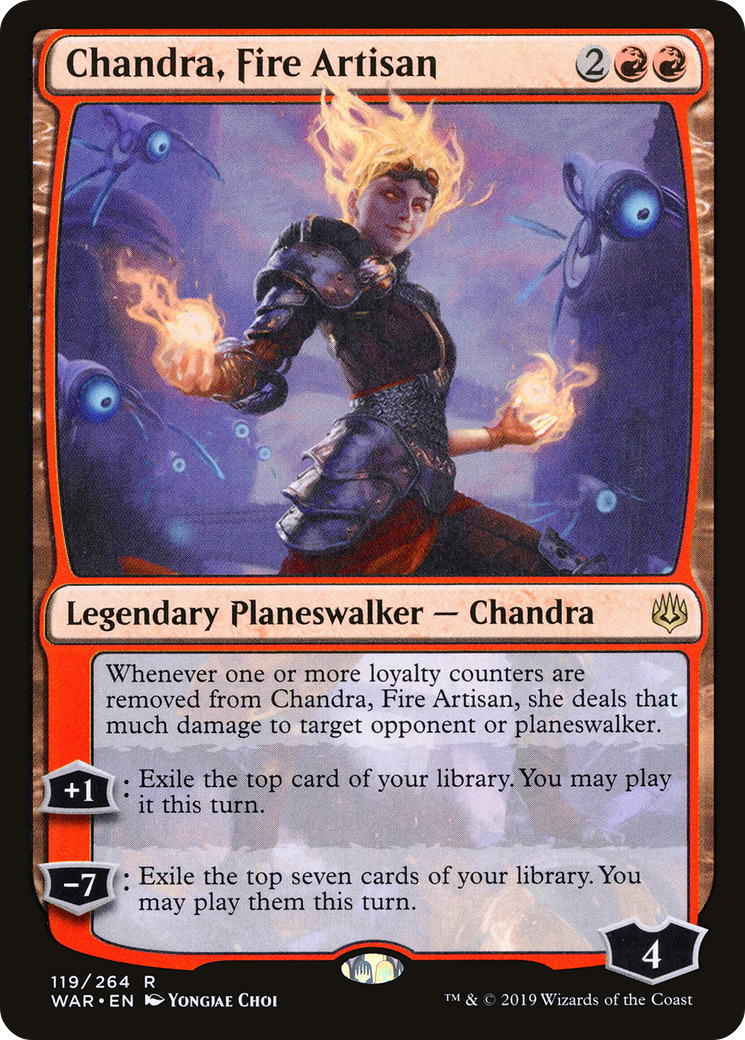 Chandra, Fire Artisan 2
Legendary Planeswalker — Chandra
Whenever one or more loyalty counters are
removed from Chandra, Fire Artisan, she deals that
much damage to target opponent or planeswalker.
+1 : Exile the top card of your library. You may play
it this turn.
−7 : Exile the top seven cards of your library. You
may play them this turn.
4
119/264 R
WAR • EN Yongjae Choi
™ & © 2019 Wizards of the Coast